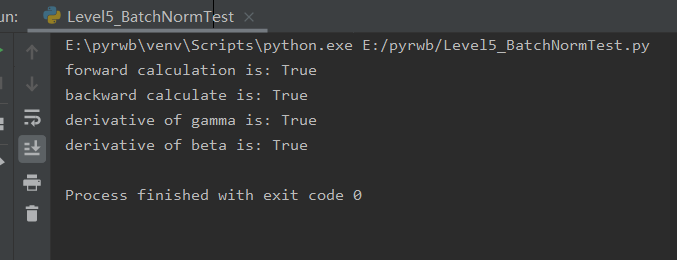 un:
Level5_BatchNormTest
E:\pyrwb\venv\Scripts\python.exe E:/pyrwb/Level5_BatchNormTest.py
forward calculation is: True
backward calculate is: True
derivative of gamma is: True
derivative of beta is: True
Process finished with exit code 0